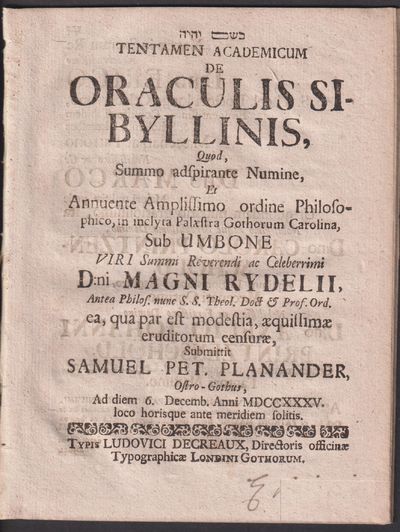 בשם יהוה
TENTAMEN ACADEMICUM
DE
ORACULIS SI-
BYLLINIS,
Quod,
Summo adſpirante Numine,
Et
Annuente Ampliſſimo ordine Philoſo-
phico, in inclyta Palæſtra Gothorum Carolina,
Sub UMBONE
VIRI Summi Reverendi ac Celeberrimi
D:ni MAGNI RYDELII,
Antea Philoſ. nunc S. S. Theol. Doct & Prof. Ord.
ea, qua par eſt modeſtia, æquiſſimæ
eruditorum cenſuræ,
Submittit
SAMUEL PET. PLANANDER,
Oſtro-Gothus,
Ad diem 6. Decemb. Anni MDCCXXXV.
loco horisque ante meridiem ſolitis.
TYPIS LUDOVICI DECREAUX, Directoris officinæ
Typographicæ LONDINI GOTHORUM.